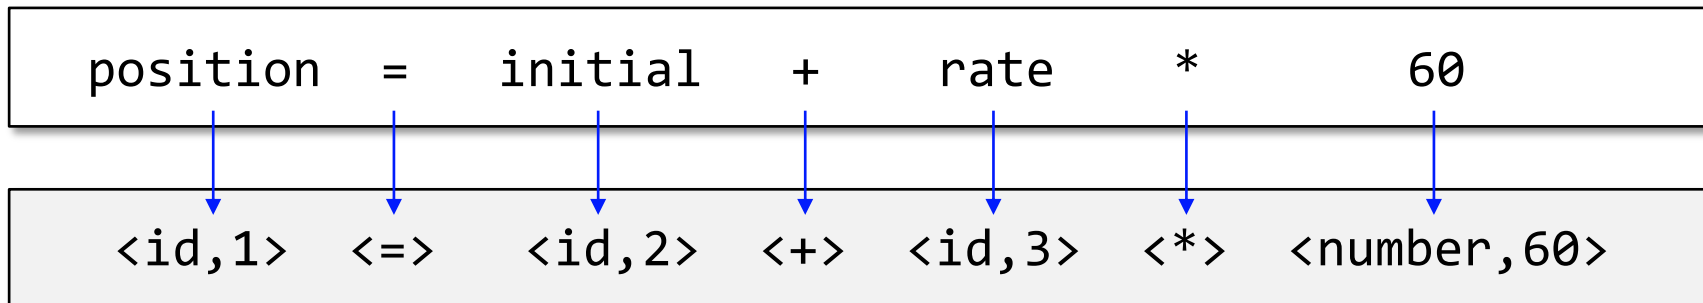 position = initial + rate * 60
<id,1> <=> <id,2> <+> <id,3> <*> <number,60>